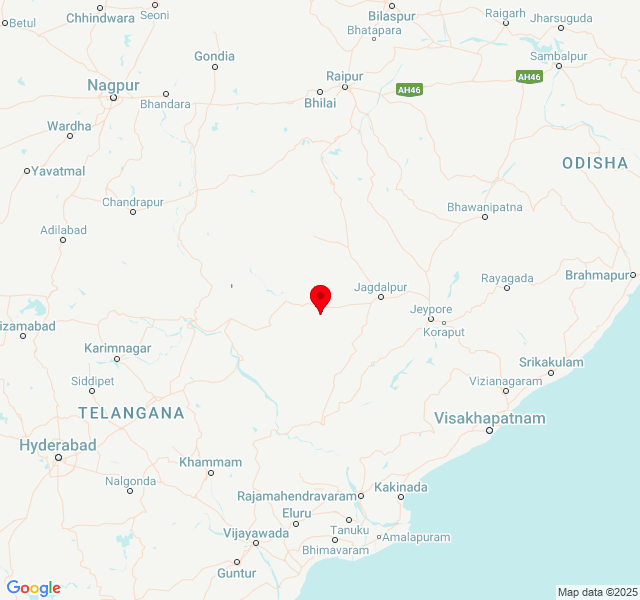 Seoni
Bilaspur
Raigarh
Chhindwara
Jharsuguda
Betul
Bhatapara
Gondia
Sambalpur
Raipur
Nagpur
AH46
AH46
Bhandara
Bhilai
Wardha
ODISHA
Yavatmal
Chandrapur
Bhawanipatna
Adilabad
Brahmapur
Rayagada
Jagdalpur
Jeypore
izamabad
Koraput
Karimnagar
Srikakulam
Siddipet
Vizianagaram
TELANGANA
Visakhapatnam
Hyderabad
Khammam
Nalgonda
Kakinada
Rajamahendravaram
Eluru
Tanuku
Vijayawada
Amalapuram
Bhimavaram
Guntur
Google
Map data ©2025